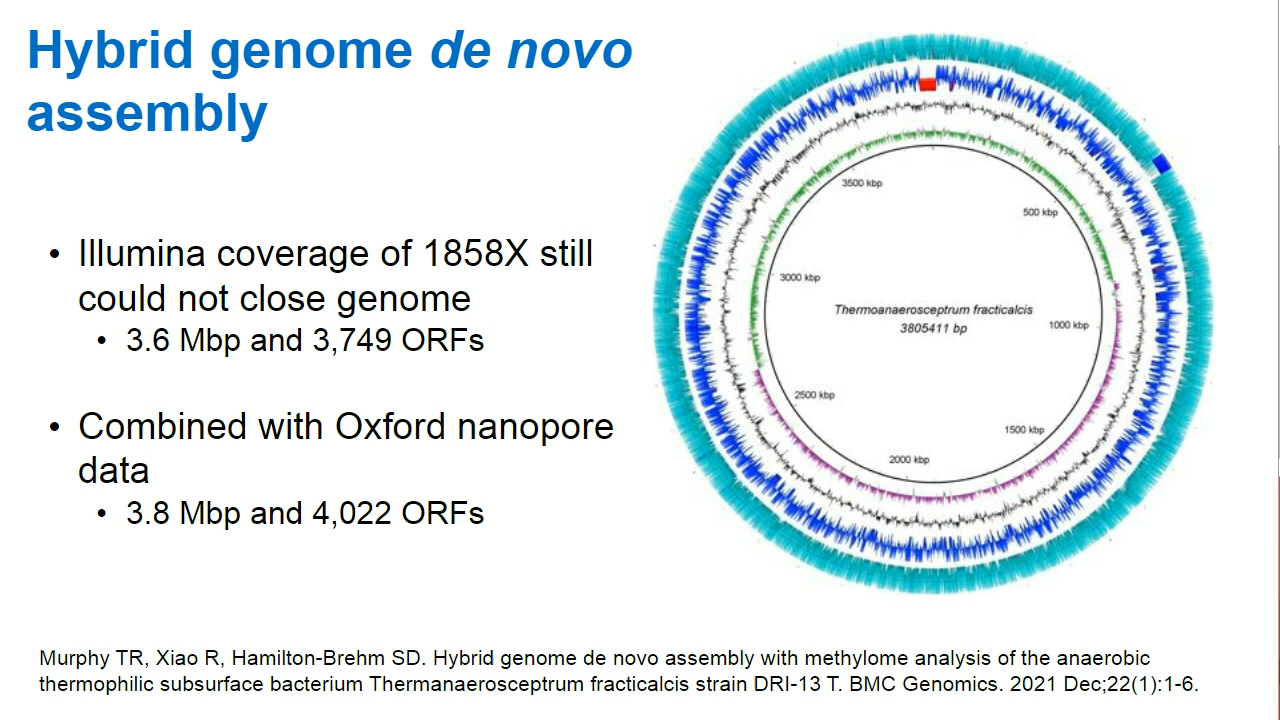 Hybrid genome de novo
assembly
• Illumina coverage of 1858X still
could not close genome
• 3.6 Mbp and 3,749 ORFs
• Combined with Oxford nanopore
data
• 3.8 Mbp and 4,022 ORFs
3500 kbp
500 kbp
3000 kbp
Thermoanaerosceptrum fracticalcis
3805411 bp
1000 kbp
2500 kbp
1500 kbp
2000 kbp
Murphy TR, Xiao R, Hamilton-Brehm SD. Hybrid genome de novo assembly with methylome analysis of the anaerobic
thermophilic subsurface bacterium Thermanaerosceptrum fracticalcis strain DRI-13 T. BMC Genomics. 2021 Dec;22(1):1-6.